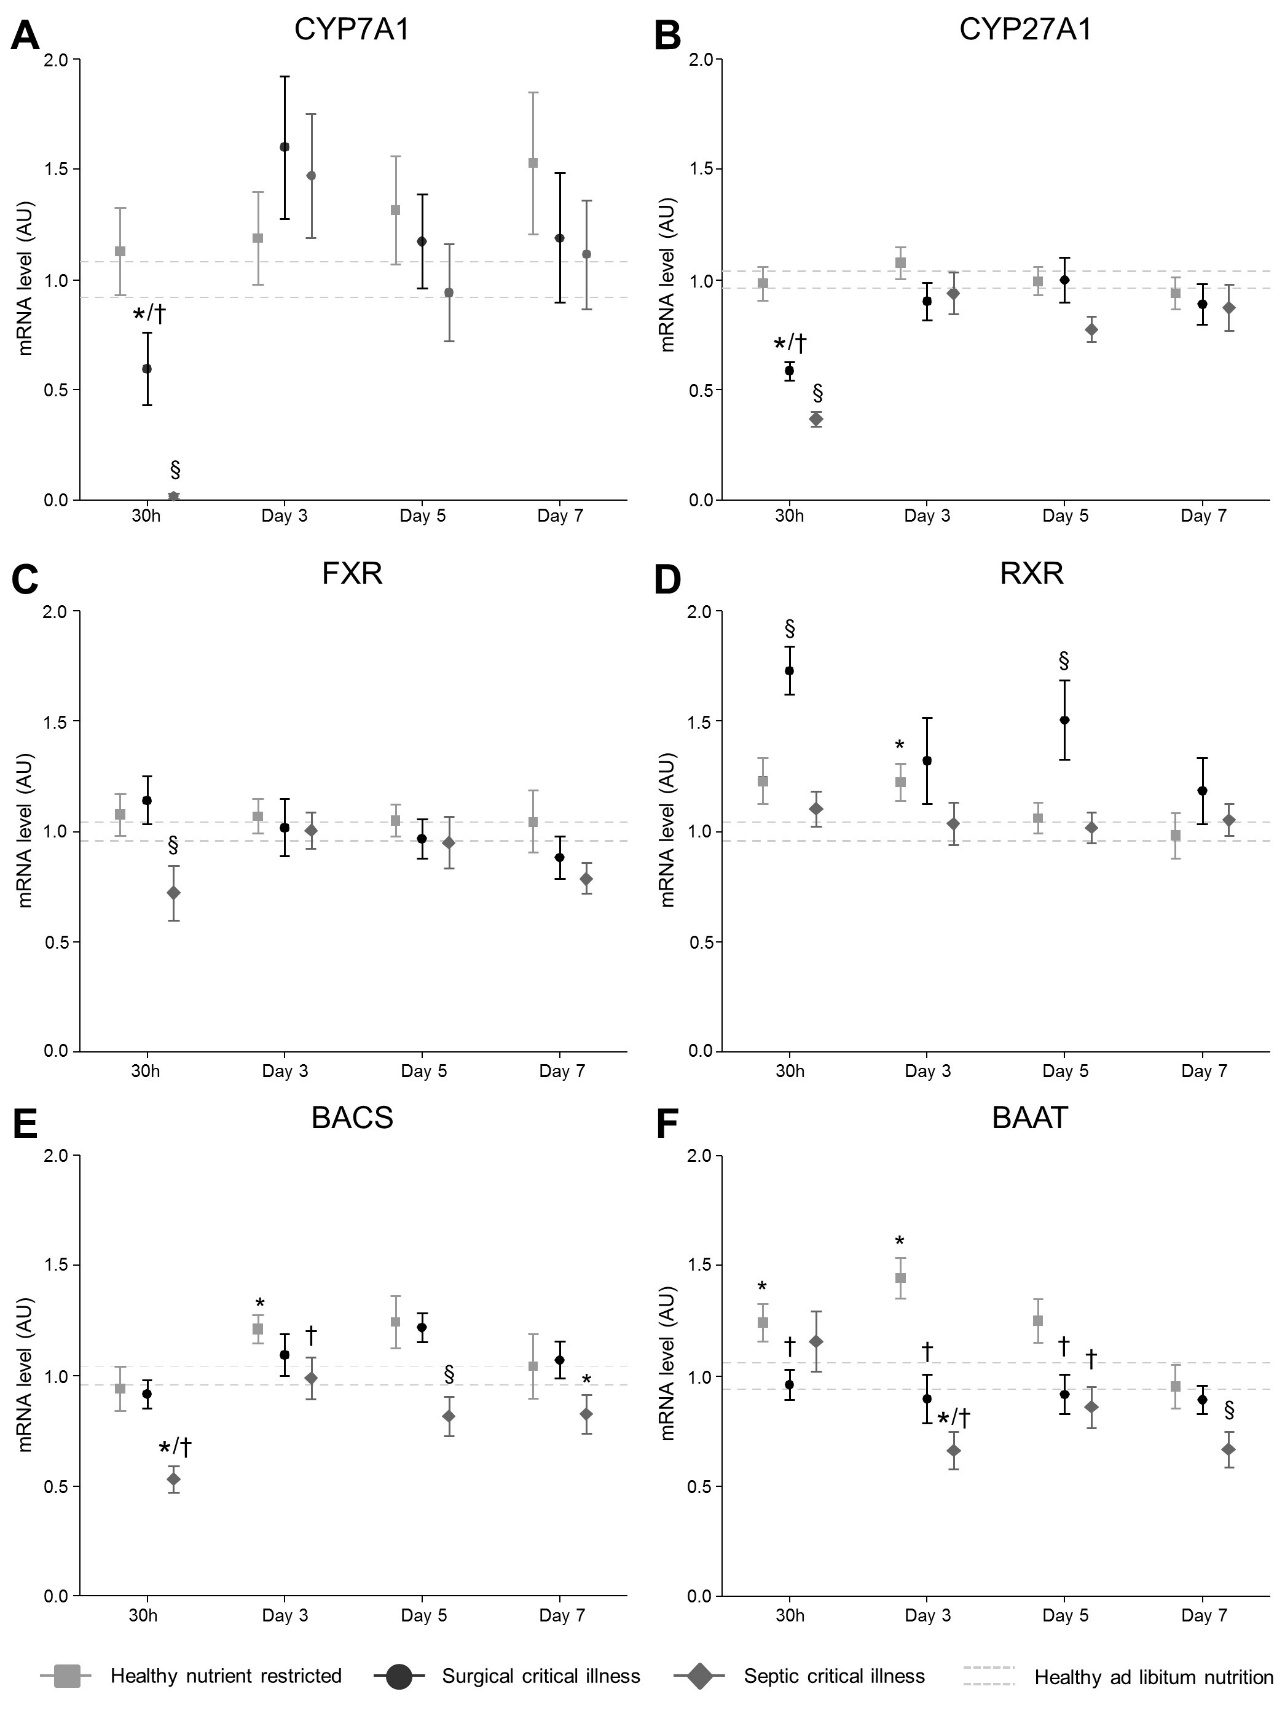 A CYP7A1
mRNA level (AU)
2.0
1.5
1.0
0.5
0.0
*/†
§
30h Day 3 Day 5 Day 7
B CYP27A1
mRNA level (AU)
2.0
1.5
1.0
0.5
0.0
*/†
§
30h Day 3 Day 5 Day 7
C FXR
mRNA level (AU)
2.0
1.5
1.0
0.5
0.0
§
30h Day 3 Day 5 Day 7
D RXR
mRNA level (AU)
2.0
1.5
1.0
0.5
0.0
§
*
§
30h Day 3 Day 5 Day 7
E BACS
mRNA level (AU)
2.0
1.5
1.0
0.5
0.0
*/†
*
†
§
*
30h Day 3 Day 5 Day 7
F BAAT
mRNA level (AU)
2.0
1.5
1.0
0.5
0.0
*
†
*
†
*/†
†
†
§
30h Day 3 Day 5 Day 7
Healthy nutrient restricted Surgical critical illness Septic critical illness Healthy ad libitum nutrition